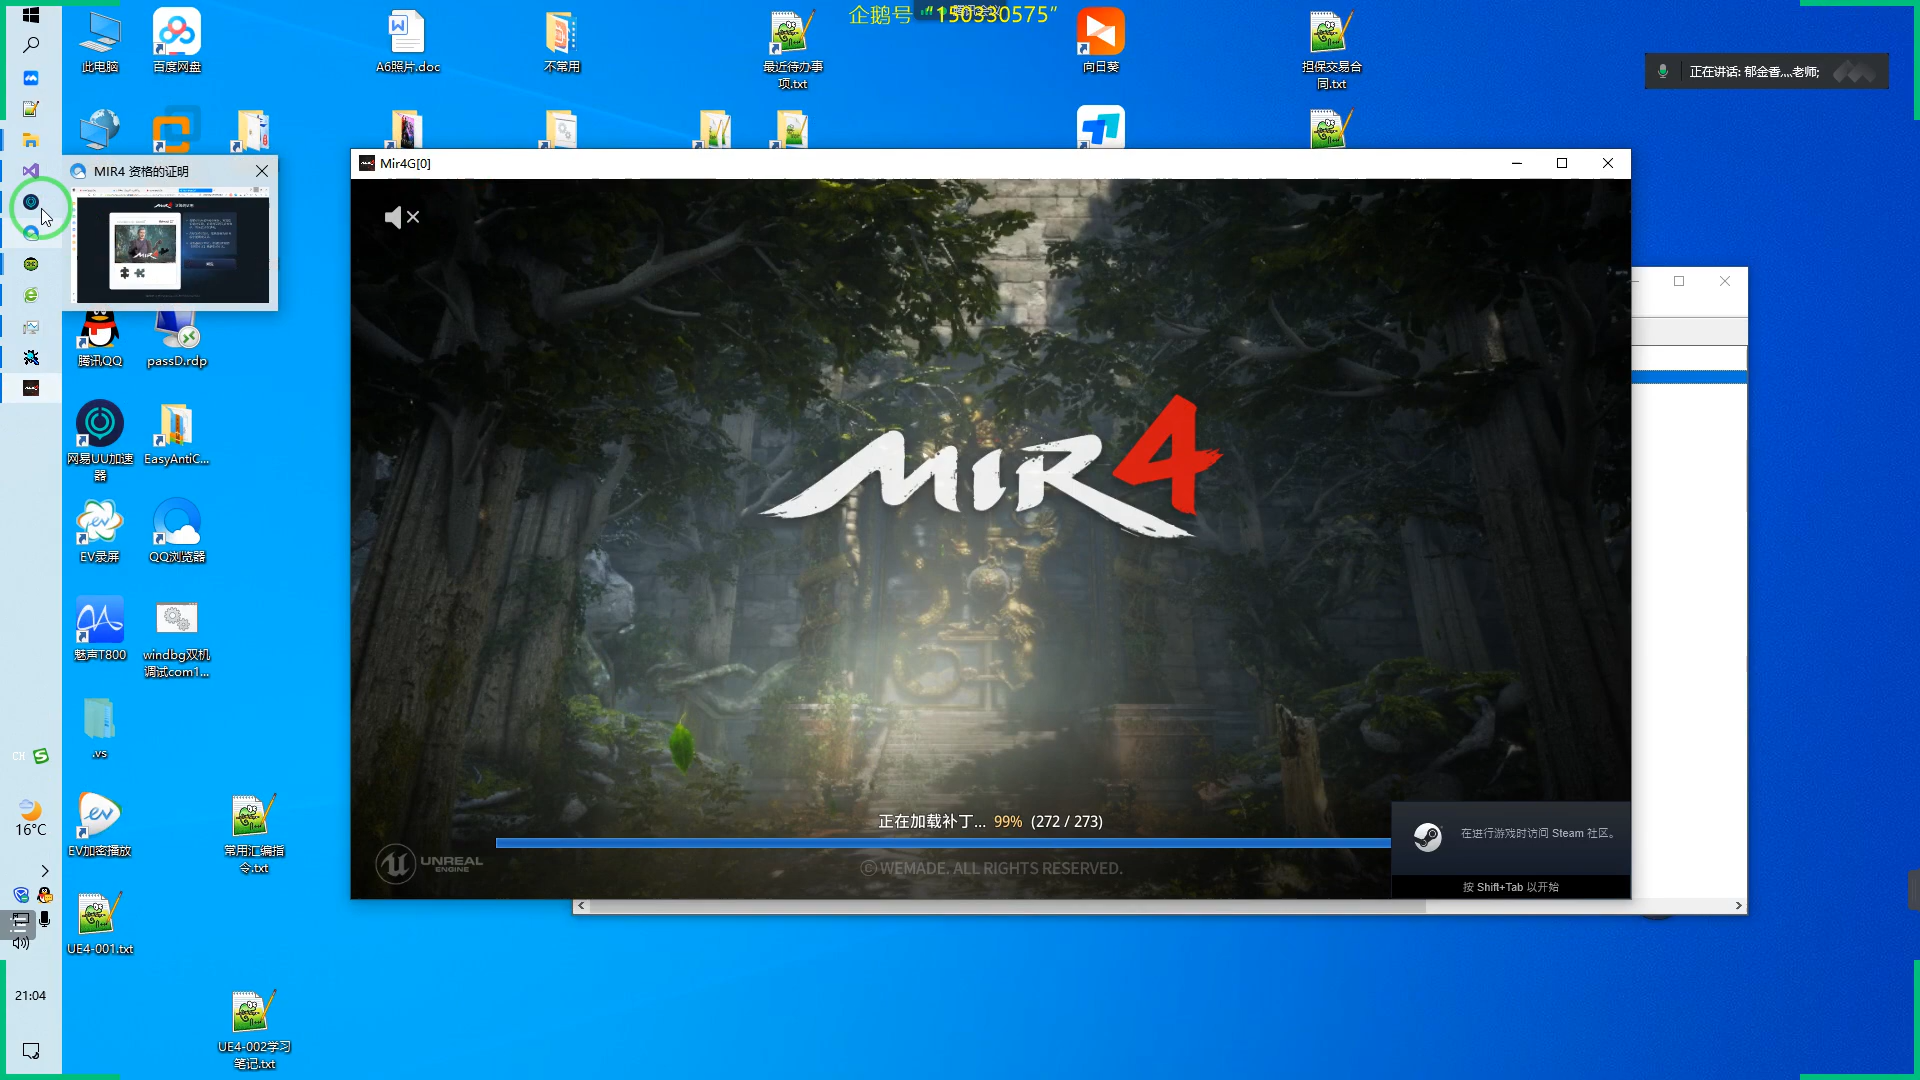 企鹅号 “150330575”
此电脑
百度网盘
A6照片.doc
不常用
最近待办事
项.txt
向日葵
担保交易合
同.txt
正在讲话: 郁金香灬老师;
MIR4 资格的证明
Mir4G[0]
腾讯QQ
passD.rdp
网易UU加速
器
EasyAntiC...
EV录屏
QQ浏览器
魅声T800
windbg双机
调试com1...
.vs
EV加密播放
常用汇编指
令.txt
UE4-001.txt
UE4-002学习
笔记.txt
MIR4
正在加载补丁... 99% (272 / 273)
UNREAL
ENGINE
©WEMADE. ALL RIGHTS RESERVED.
在进行游戏时访问 Steam 社区。
按 Shift+Tab 以开始
CH
16°C
21:04